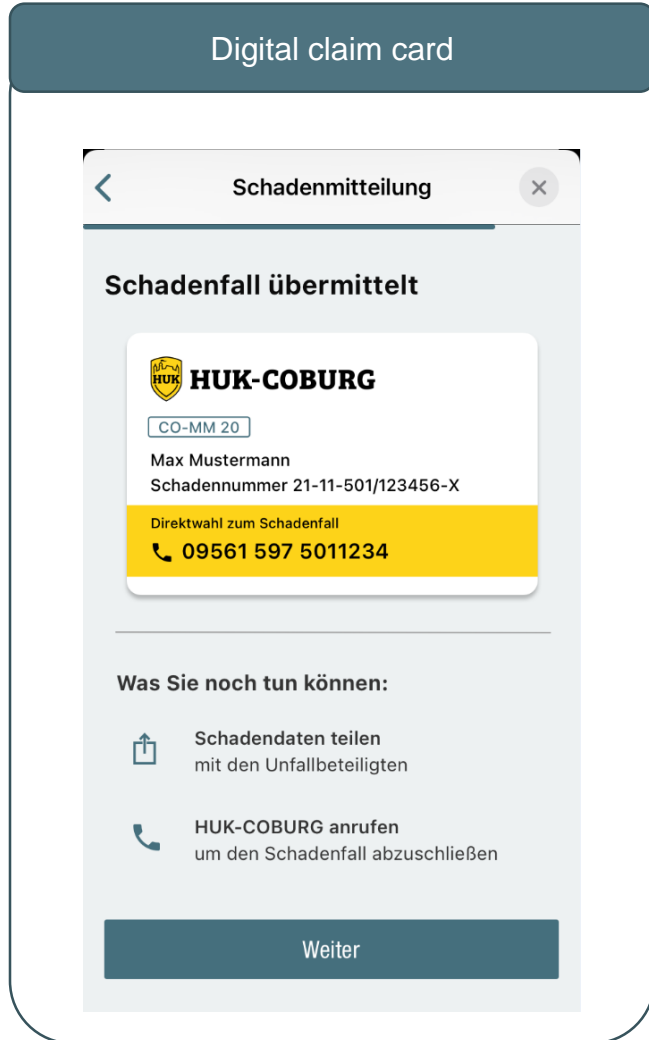 Digital claim card
Schadenmitteilung
Schadenfall übermittelt
HUK HUK-COBURG
CO-MM 20
Max Mustermann
Schadennummer 21-11-501/123456-X
Direktwahl zum Schadenfall
09561 597 5011234
Was Sie noch tun können:
Schadendaten teilen
mit den Unfallbeteiligten
HUK-COBURG anrufen
um den Schadenfall abzuschließen
Weiter